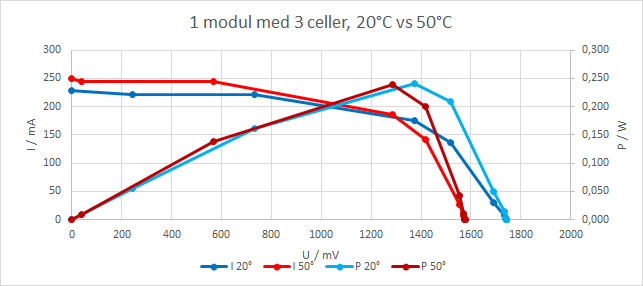 1 modul med 3 celler, 20°C vs 50°C
300 0,300
250 0,250
200 0,200
150 0,150
100 0,100
50 0,050
0 0,000
I / mA
P / W
0 200 400 600 800 1000 1200 1400 1600 1800 2000
U / mV
I 20° I 50° P 20° P 50°